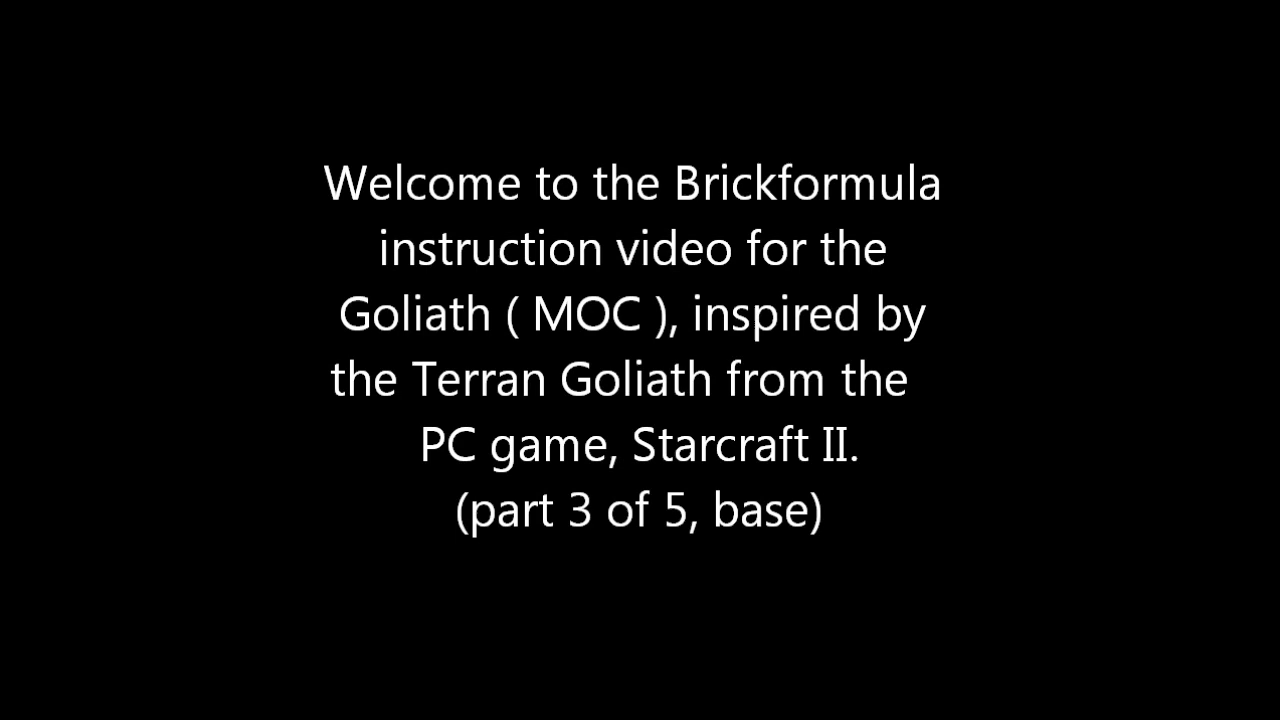 Welcome to the Brickformula
instruction video for the
Goliath ( MOC ), inspired by
the Terran Goliath from the
PC game, Starcraft II.
(part 3 of 5, base)